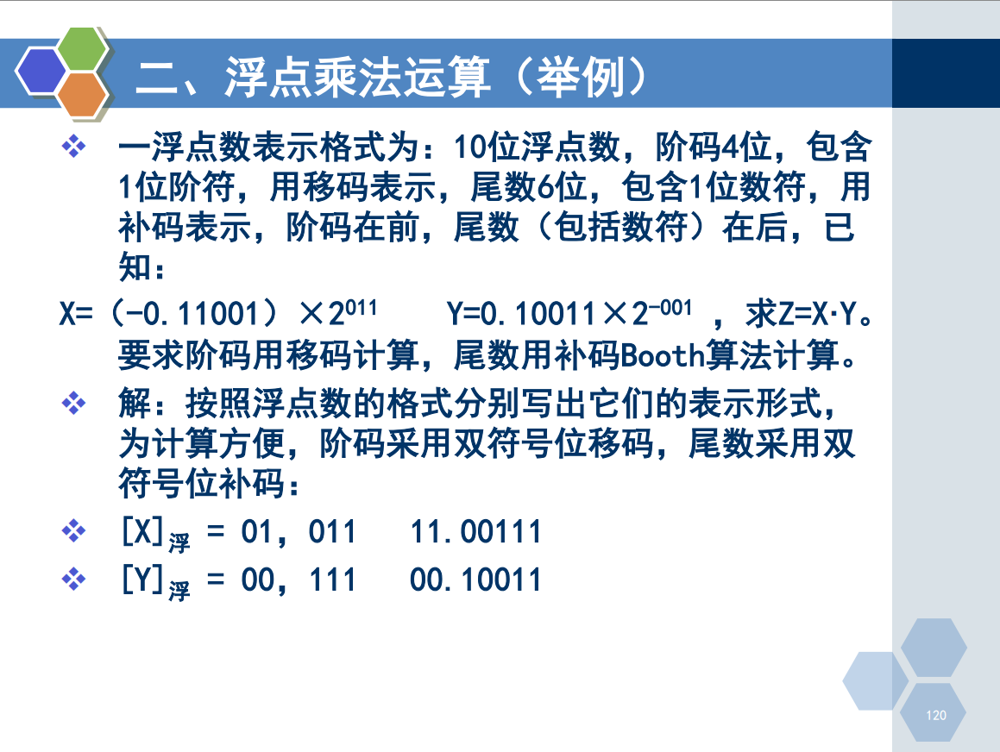 二、浮点乘法运算（举例）
一浮点数表示格式为：10位浮点数，阶码4位，包含
1位阶符，用移码表示，尾数6位，包含1位数符，用
补码表示，阶码在前，尾数（包括数符）在后，已
知：
X=（-0.11001）×2^011 Y=0.10011×2^-001 ，求Z=X·Y。
要求阶码用移码计算，尾数用补码Booth算法计算。
解：按照浮点数的格式分别写出它们的表示形式，
为计算方便，阶码采用双符号位移码，尾数采用双
符号位补码：
[X]浮 = 01，011 11.00111
[Y]浮 = 00，111 00.10011
120